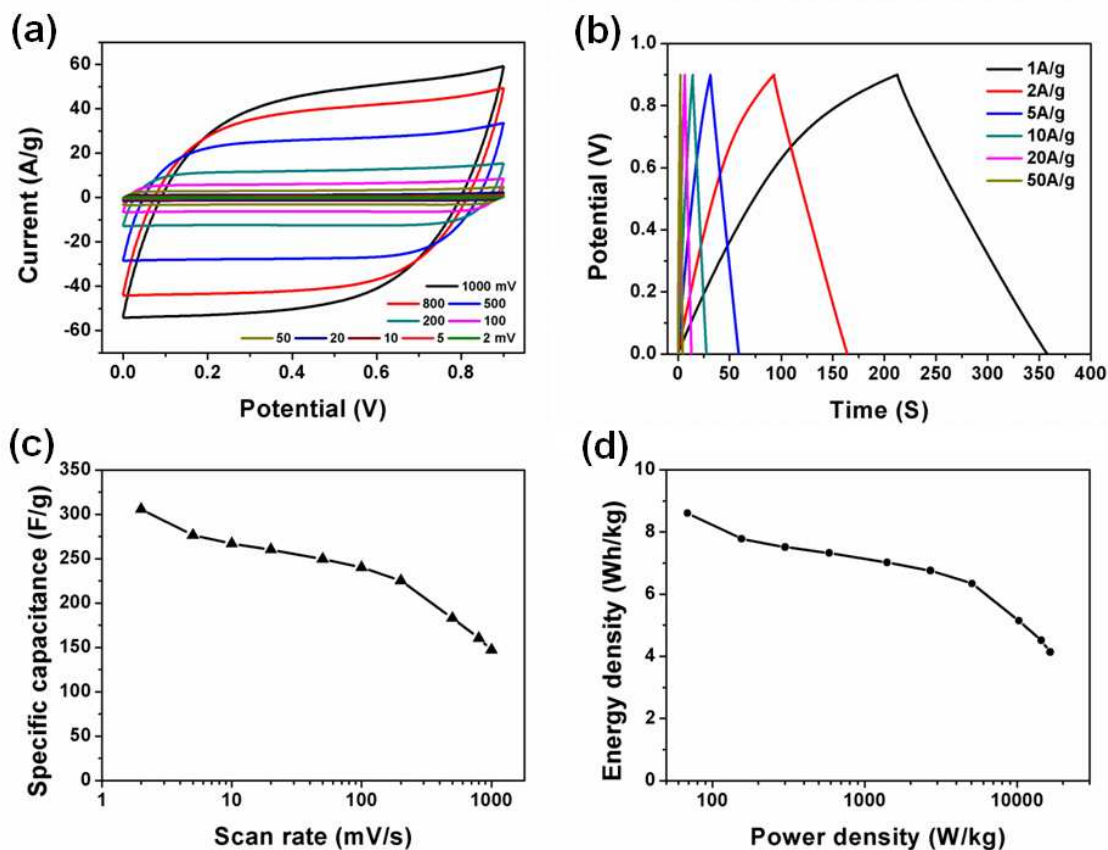 (a)
60
40
20
0
-20
-40
-60
Current (A/g)
1000 mV
800 500
200 100
50 20 10 5 2 mV
0.0 0.2 0.4 0.6 0.8
Potential (V)
(b)
1.0
0.8
0.6
0.4
0.2
0.0
Potential (V)
1A/g
2A/g
5A/g
10A/g
20A/g
50A/g
0 50 100 150 200 250 300 350 400
Time (S)
(c)
350
300
250
200
150
100
50
0
Specific capacitance (F/g)
1 10 100 1000
Scan rate (mV/s)
(d)
10
8
6
4
2
0
Energy density (Wh/kg)
100 1000 10000
Power density (W/kg)